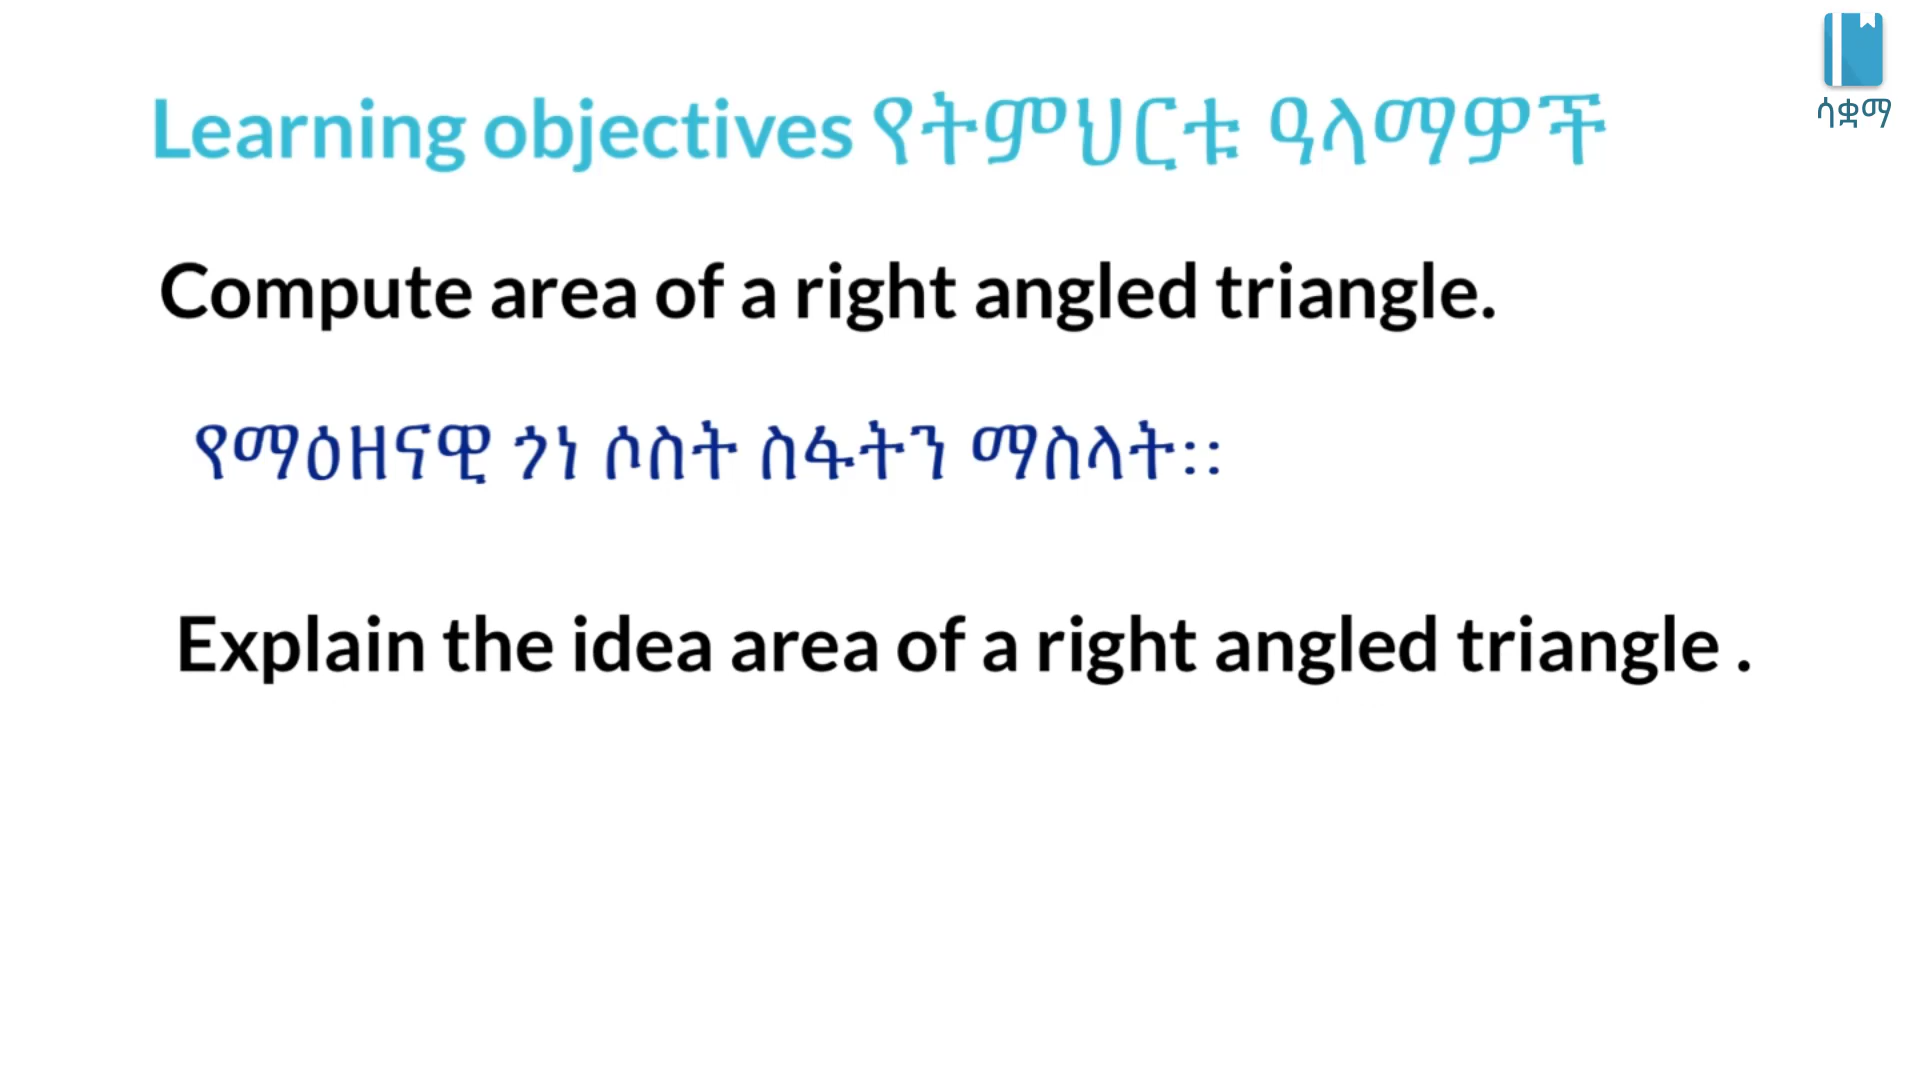 ሳቋማ
Learning objectives የትምህርቱ ዓላማዎች
Compute area of a right angled triangle.
የማዕዘናዊ ጎነ ሶስት ስፋትን ማስላት፡፡
Explain the idea area of a right angled triangle .